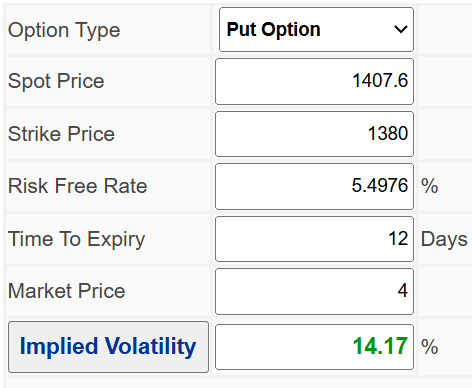 Option Type Put Option
Spot Price 1407.6
Strike Price 1380
Risk Free Rate 5.4976 %
Time To Expiry 12 Days
Market Price 4
Implied Volatility 14.17 %